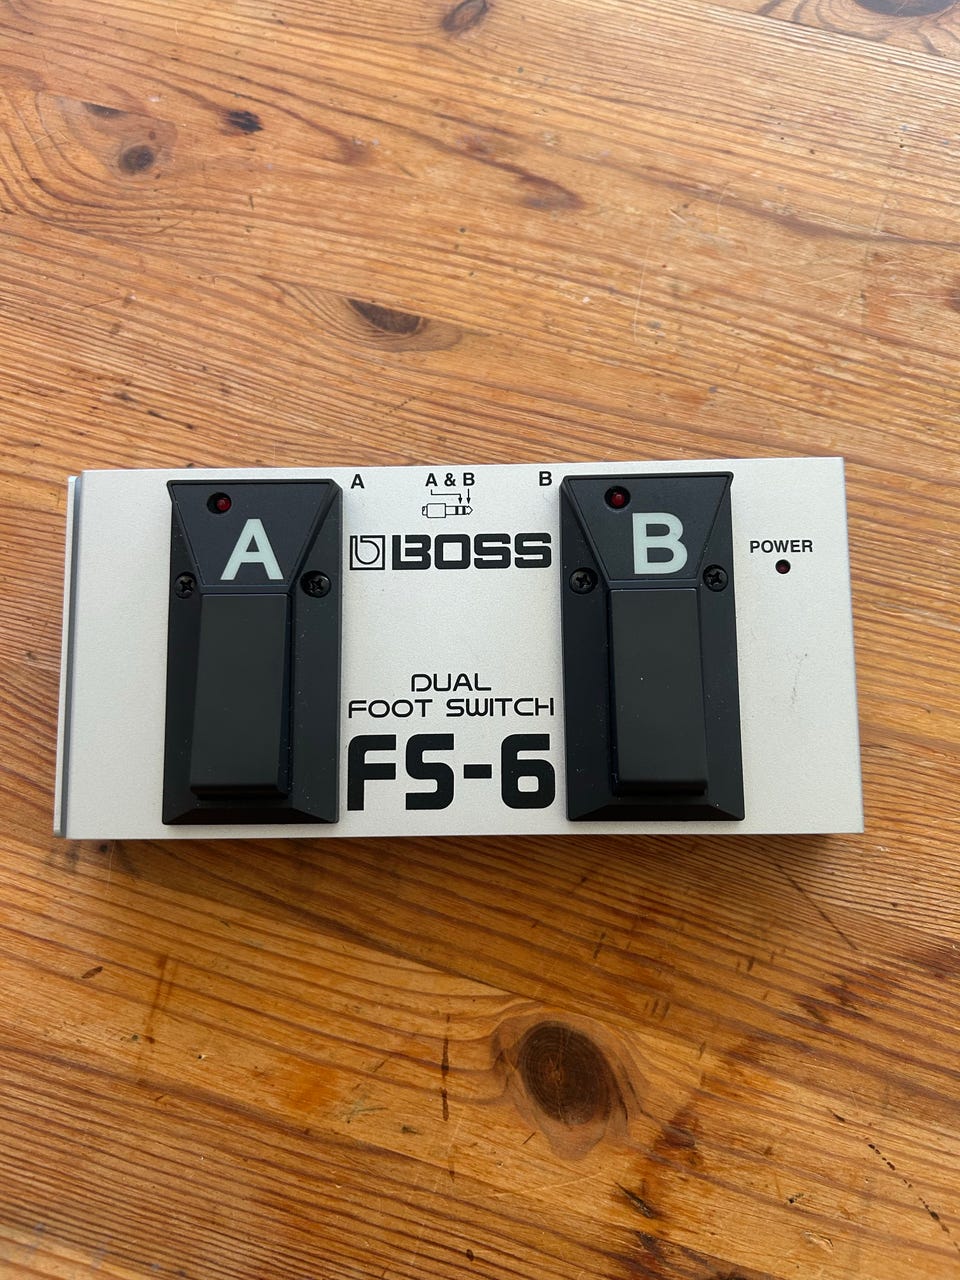 A A & B B
A
BOSS
B
POWER
DUAL
FOOT SWITCH
FS-6